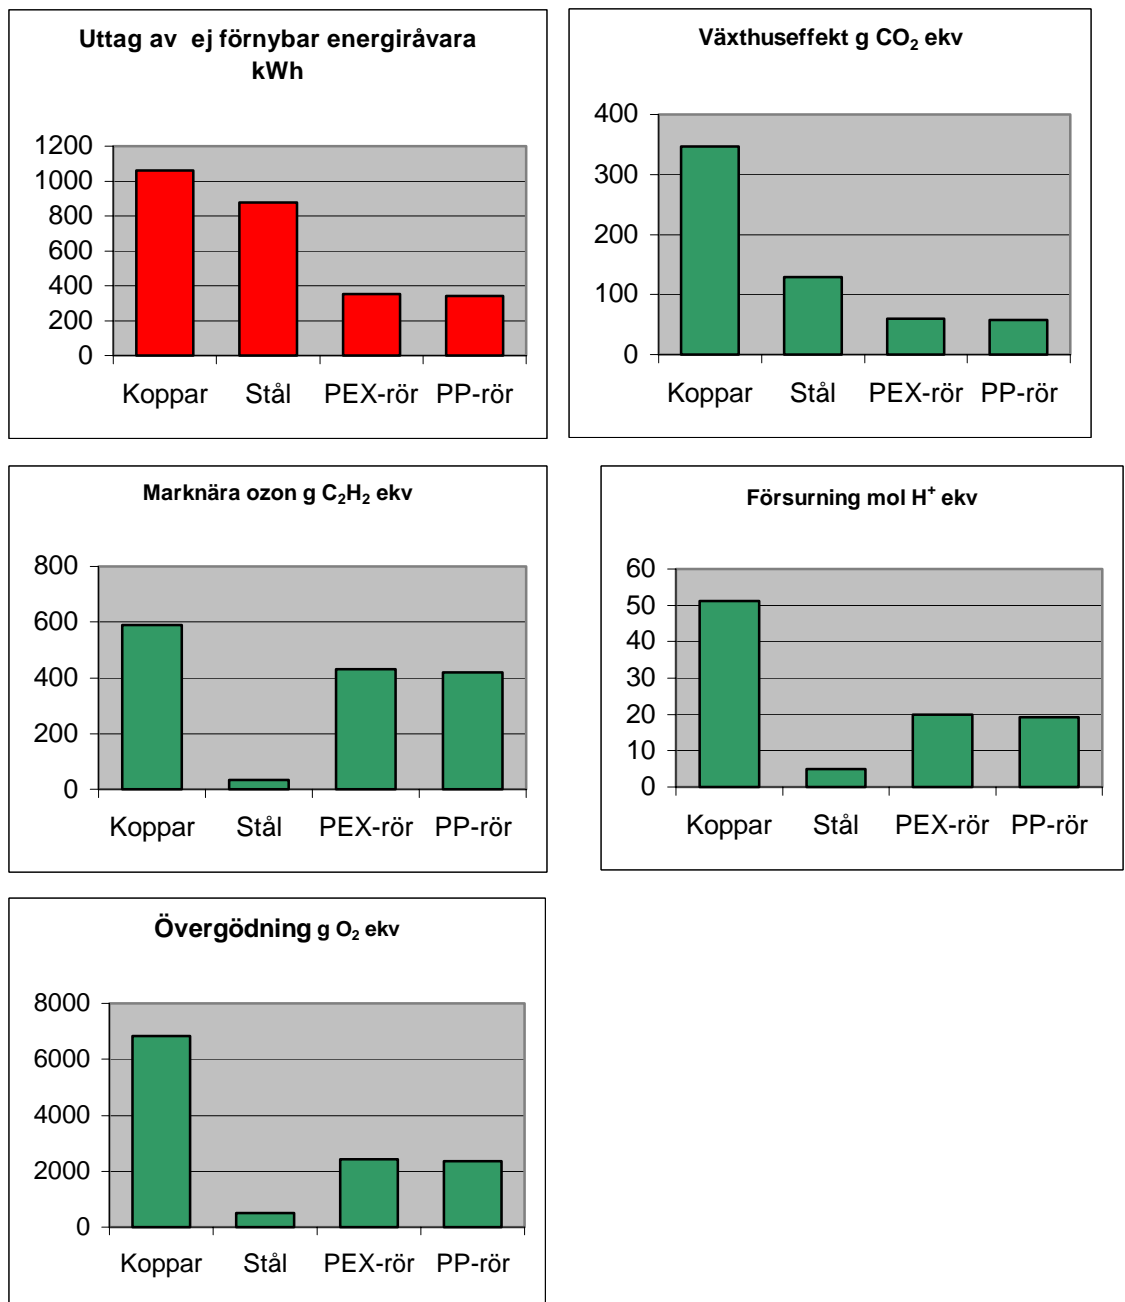 Uttag av ej förnybar energiråvara
kWh
1200
1000
800
600
400
200
0
Koppar Stål PEX-rör PP-rör
Växthuseffekt g CO₂ ekv
400
300
200
100
0
Koppar Stål PEX-rör PP-rör
Marknära ozon g C₂H₂ ekv
800
600
400
200
0
Koppar Stål PEX-rör PP-rör
Försurning mol H⁺ ekv
60
50
40
30
20
10
0
Koppar Stål PEX-rör PP-rör
Övergödning g O₂ ekv
8000
6000
4000
2000
0
Koppar Stål PEX-rör PP-rör